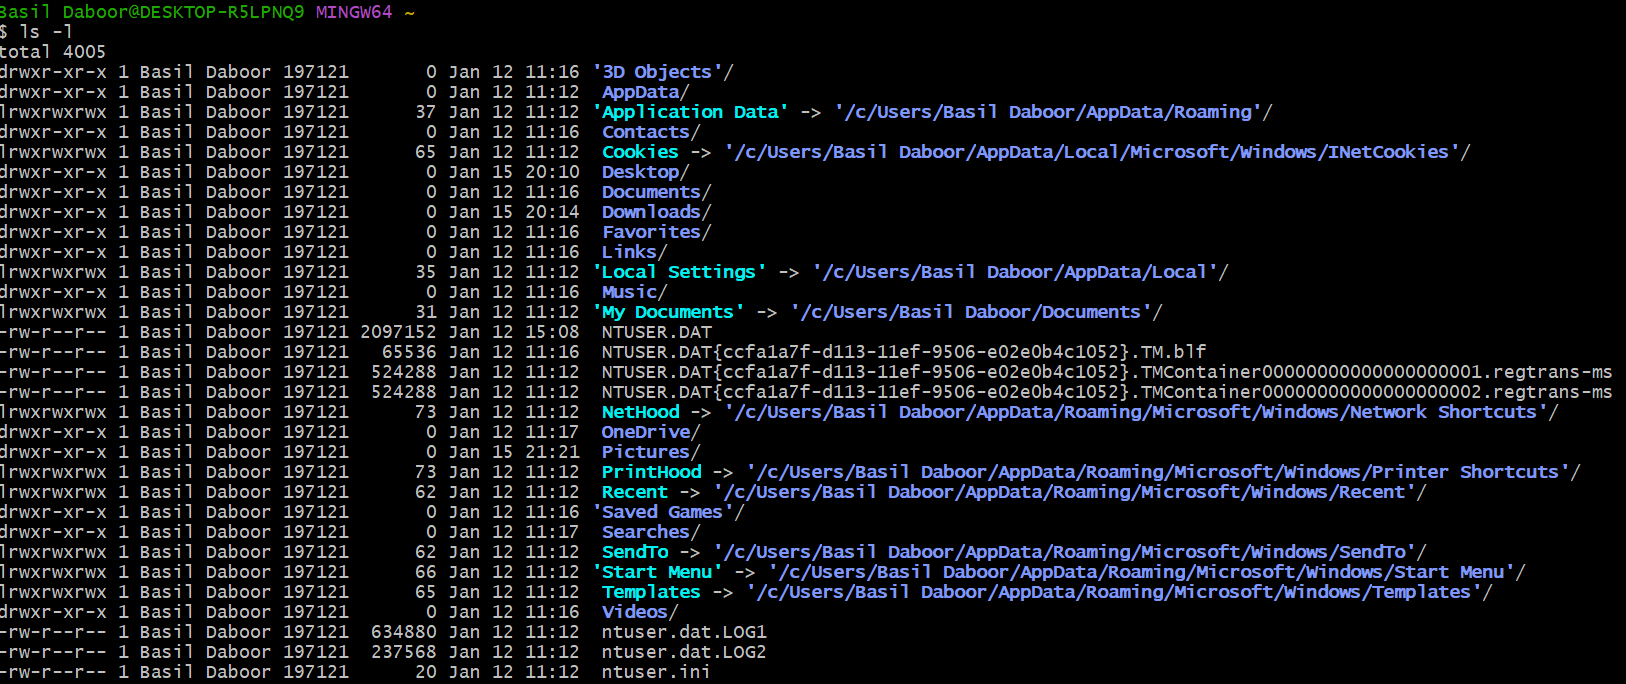 Basil Daboor@DESKTOP-R5LPNQ9 MINGW64 ~
$ ls -l
total 4005
drwxr-xr-x 1 Basil Daboor 197121       0 Jan 12 11:16 '3D Objects'/
drwxr-xr-x 1 Basil Daboor 197121       0 Jan 12 11:12  AppData/
lrwxrwxrwx 1 Basil Daboor 197121      37 Jan 12 11:12 'Application Data' -> '/c/Users/Basil Daboor/AppData/Roaming'/
drwxr-xr-x 1 Basil Daboor 197121       0 Jan 12 11:16  Contacts/
lrwxrwxrwx 1 Basil Daboor 197121      65 Jan 12 11:12  Cookies -> '/c/Users/Basil Daboor/AppData/Local/Microsoft/Windows/INetCookies'/
drwxr-xr-x 1 Basil Daboor 197121       0 Jan 15 20:10  Desktop/
drwxr-xr-x 1 Basil Daboor 197121       0 Jan 12 11:16  Documents/
drwxr-xr-x 1 Basil Daboor 197121       0 Jan 15 20:14  Downloads/
drwxr-xr-x 1 Basil Daboor 197121       0 Jan 12 11:16  Favorites/
drwxr-xr-x 1 Basil Daboor 197121       0 Jan 12 11:16  Links/
lrwxrwxrwx 1 Basil Daboor 197121      35 Jan 12 11:12 'Local Settings' -> '/c/Users/Basil Daboor/AppData/Local'/
drwxr-xr-x 1 Basil Daboor 197121       0 Jan 12 11:16  Music/
lrwxrwxrwx 1 Basil Daboor 197121      31 Jan 12 11:12 'My Documents' -> '/c/Users/Basil Daboor/Documents'/
-rw-r--r-- 1 Basil Daboor 197121 2097152 Jan 12 15:08  NTUSER.DAT
-rw-r--r-- 1 Basil Daboor 197121   65536 Jan 12 11:16  NTUSER.DAT{ccfa1a7f-d113-11ef-9506-e02e0b4c1052}.TM.blf
-rw-r--r-- 1 Basil Daboor 197121  524288 Jan 12 11:12  NTUSER.DAT{ccfa1a7f-d113-11ef-9506-e02e0b4c1052}.TMContainer00000000000000000001.regtrans-ms
-rw-r--r-- 1 Basil Daboor 197121  524288 Jan 12 11:12  NTUSER.DAT{ccfa1a7f-d113-11ef-9506-e02e0b4c1052}.TMContainer00000000000000000002.regtrans-ms
lrwxrwxrwx 1 Basil Daboor 197121      73 Jan 12 11:12  NetHood -> '/c/Users/Basil Daboor/AppData/Roaming/Microsoft/Windows/Network Shortcuts'/
drwxr-xr-x 1 Basil Daboor 197121       0 Jan 12 11:17  OneDrive/
drwxr-xr-x 1 Basil Daboor 197121       0 Jan 15 21:21  Pictures/
lrwxrwxrwx 1 Basil Daboor 197121      73 Jan 12 11:12  PrintHood -> '/c/Users/Basil Daboor/AppData/Roaming/Microsoft/Windows/Printer Shortcuts'/
lrwxrwxrwx 1 Basil Daboor 197121      62 Jan 12 11:12  Recent -> '/c/Users/Basil Daboor/AppData/Roaming/Microsoft/Windows/Recent'/
drwxr-xr-x 1 Basil Daboor 197121       0 Jan 12 11:16 'Saved Games'/
drwxr-xr-x 1 Basil Daboor 197121       0 Jan 12 11:17  Searches/
lrwxrwxrwx 1 Basil Daboor 197121      62 Jan 12 11:12  SendTo -> '/c/Users/Basil Daboor/AppData/Roaming/Microsoft/Windows/SendTo'/
lrwxrwxrwx 1 Basil Daboor 197121      66 Jan 12 11:12 'Start Menu' -> '/c/Users/Basil Daboor/AppData/Roaming/Microsoft/Windows/Start Menu'/
lrwxrwxrwx 1 Basil Daboor 197121      65 Jan 12 11:12  Templates -> '/c/Users/Basil Daboor/AppData/Roaming/Microsoft/Windows/Templates'/
drwxr-xr-x 1 Basil Daboor 197121       0 Jan 12 11:16  Videos/
-rw-r--r-- 1 Basil Daboor 197121  634880 Jan 12 11:12  ntuser.dat.LOG1
-rw-r--r-- 1 Basil Daboor 197121  237568 Jan 12 11:12  ntuser.dat.LOG2
-rw-r--r-- 1 Basil Daboor 197121      20 Jan 12 11:12  ntuser.ini